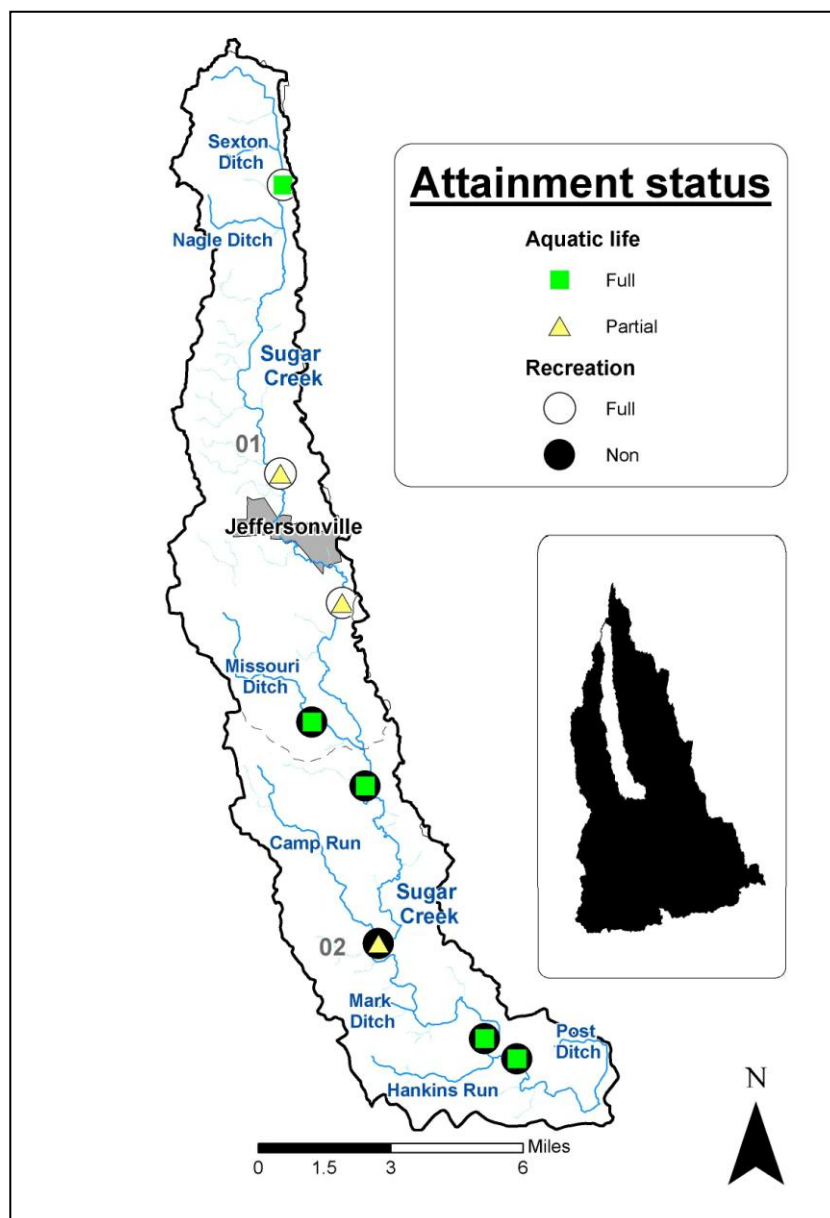 Sexton
Ditch
Nagle Ditch
Sugar
Creek
01
Jeffersonville
Missouri
Ditch
Camp Run
Sugar
Creek
02
Mark
Ditch
Post
Ditch
Hankins Run
Attainment status
Aquatic life
Full
Partial
Recreation
Full
Non
N
Miles
0 1.5 3 6